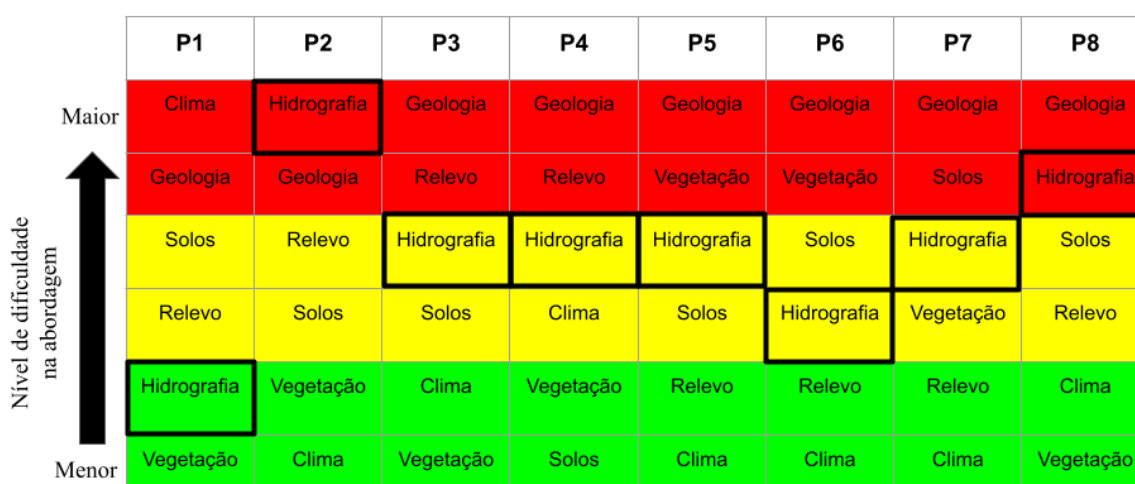 P1 P2 P3 P4 P5 P6 P7 P8
Maior
Clima Hidrografia Geologia Geologia Geologia Geologia Geologia Geologia
Geologia Geologia Relevo Relevo Vegetação Vegetação Solos Hidrografia
Solos Relevo Hidrografia Hidrografia Hidrografia Solos Hidrografia Solos
Relevo Solos Solos Clima Solos Hidrografia Vegetação Relevo
Hidrografia Vegetação Clima Vegetação Relevo Relevo Relevo Clima
Vegetação Clima Vegetação Solos Clima Clima Clima Vegetação
Menor
Nível de dificuldade
na abordagem